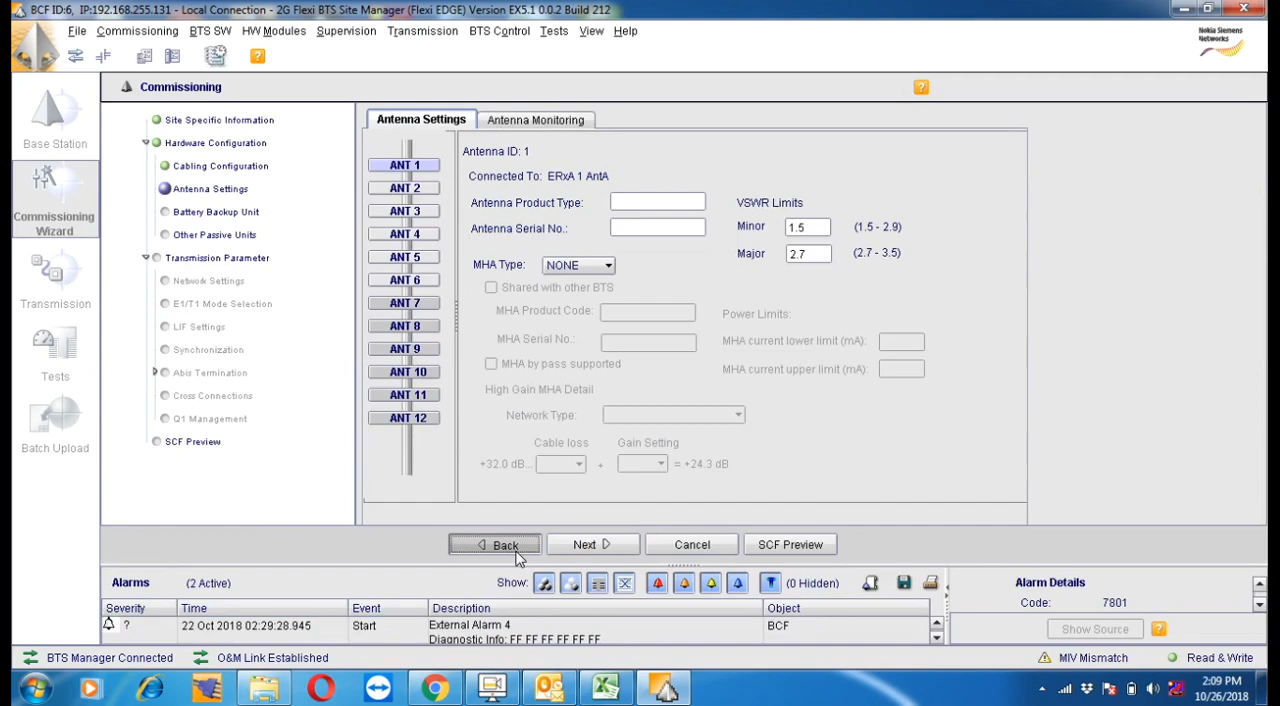 BCF ID:6, IP:192.168.255.131 - Local Connection - 2G Flexi BTS Site Manager (Flexi EDGE) Version EX5.1 0.0.2 Build 212
File Commissioning BTS SW HW Modules Supervision Transmission BTS Control Tests View Help
Nokia Siemens
Networks
Base Station
Commissioning
Wizard
Transmission
Tests
Batch Upload
Commissioning
Site Specific Information
Hardware Configuration
Cabling Configuration
Antenna Settings
Battery Backup Unit
Other Passive Units
Transmission Parameter
Network Settings
E1/T1 Mode Selection
LIF Settings
Synchronization
Abis Termination
Cross Connections
Q1 Management
SCF Preview
Antenna Settings Antenna Monitoring
ANT 1
ANT 2
ANT 3
ANT 4
ANT 5
ANT 6
ANT 7
ANT 8
ANT 9
ANT 10
ANT 11
ANT 12
Antenna ID: 1
Connected To: ERxA 1 AntA
Antenna Product Type:
Antenna Serial No.:
VSWR Limits
Minor 1.5 (1.5 - 2.9)
Major 2.7 (2.7 - 3.5)
MHA Type: NONE
Shared with other BTS
MHA Product Code:
MHA Serial No.:
MHA by pass supported
Power Limits:
MHA current lower limit (mA):
MHA current upper limit (mA):
High Gain MHA Detail
Network Type:
Cable loss Gain Setting
+32.0 dB... + = +24.3 dB
Back Next Cancel SCF Preview
Alarms (2 Active) Show: (0 Hidden)
Severity Time Event Description Object
? 22 Oct 2018 02:29:28.945 Start External Alarm 4 BCF
Diagnostic Info: FF FF FF FF FF FF
Alarm Details
Code: 7801
Show Source
BTS Manager Connected O&M Link Established MIV Mismatch Read & Write
2:09 PM
10/26/2018